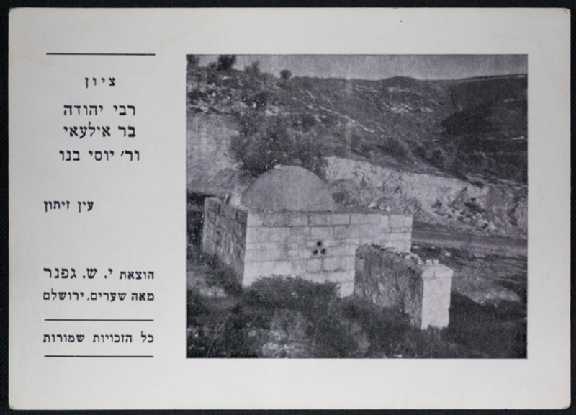 ציון
רבי יהודה
בר אילעאי
ור׳ יוסי בנו
עין זיתון
הוצאת י. ש. גפנר
מאה שערים, ירושלם
כל הזכויות שמורות